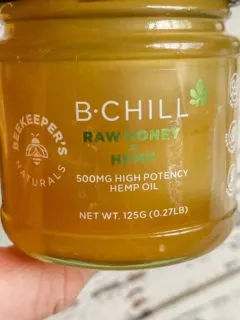 BEEKEEPER'S
NATURALS
B·CHILL
RAW HONEY
+
HEMP
500MG HIGH POTENCY
HEMP OIL
NET WT. 125G (0.27LB)